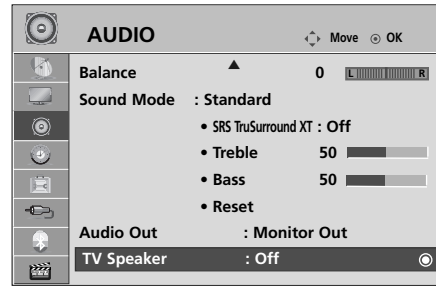 AUDIO Move OK
Balance 0 L R
Sound Mode : Standard
• SRS TruSurround XT : Off
• Treble 50
• Bass 50
• Reset
Audio Out : Monitor Out
TV Speaker : Off